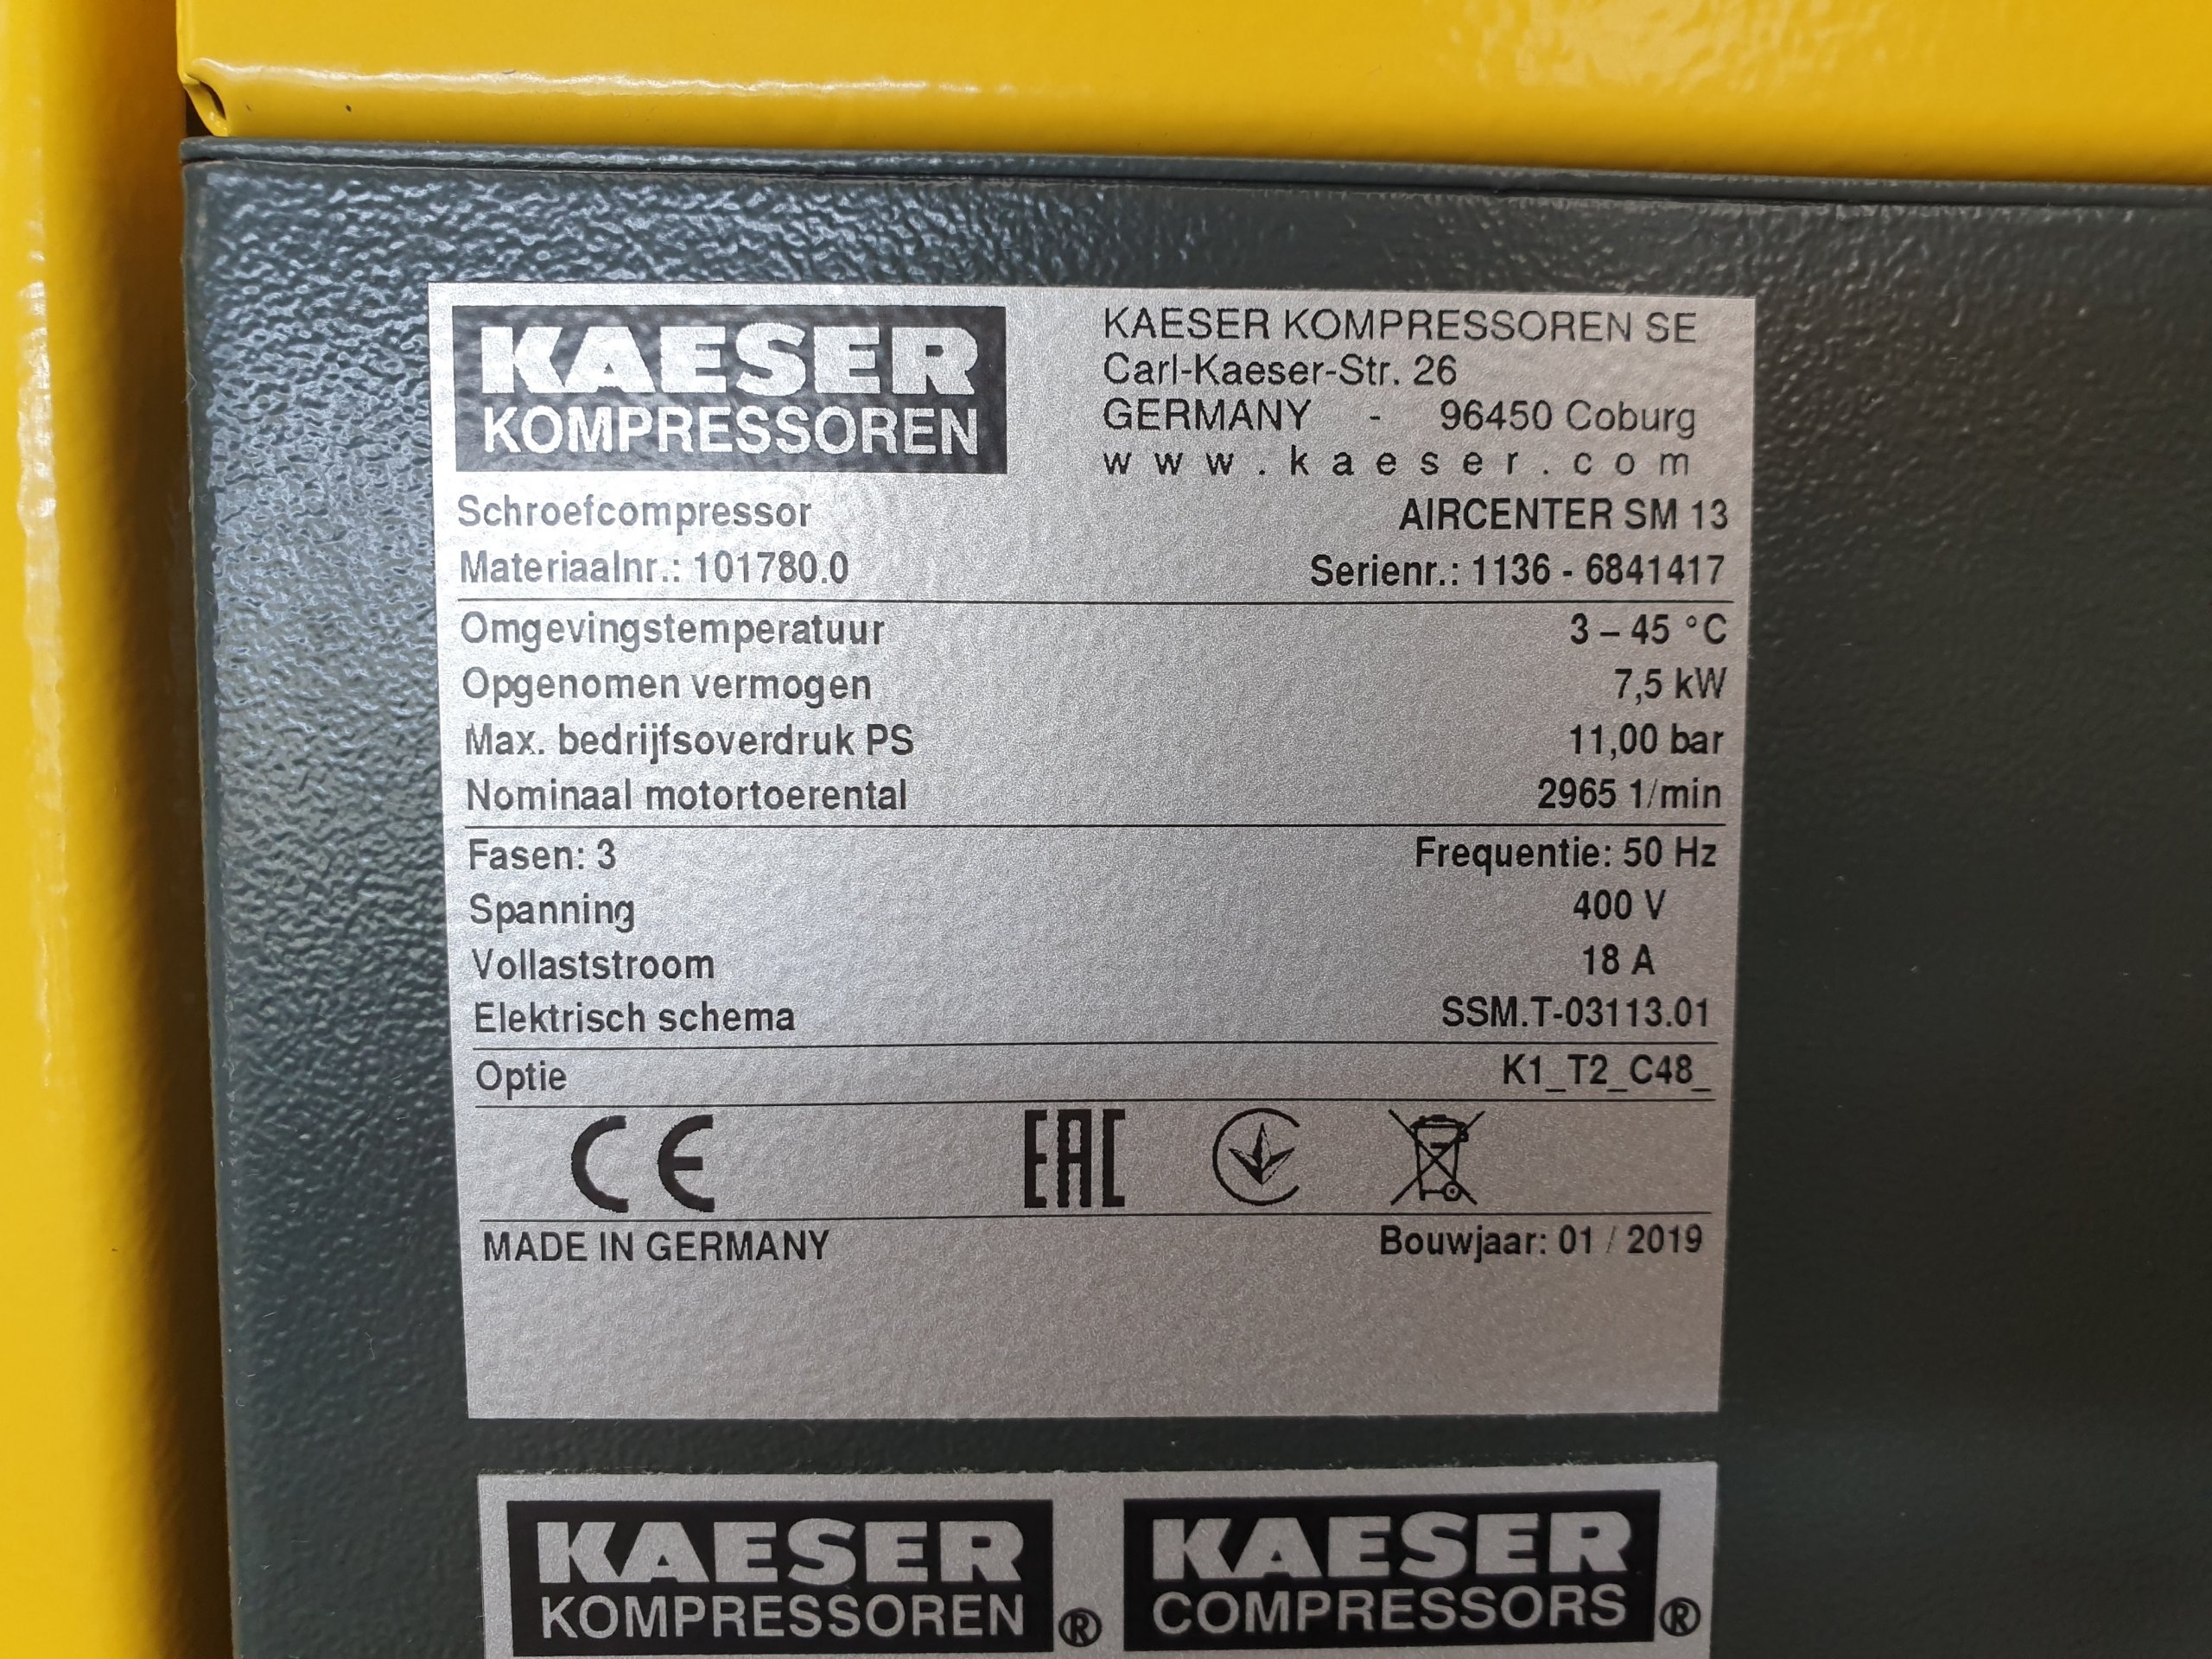 KAESER
KOMPRESSOREN
KAESER KOMPRESSOREN SE
Carl-Kaeser-Str. 26
GERMANY - 96450 Coburg
www.kaeser.com
Schroefcompressor AIRCENTER SM 13
Materiaalnr.: 101780.0 Serienr.: 1136 - 6841417
Omgevingstemperatuur 3 – 45 °C
Opgenomen vermogen 7,5 kW
Max. bedrijfsoverdruk PS 11,00 bar
Nominaal motortoerental 2965 1/min
Fasen: 3 Frequentie: 50 Hz
Spanning 400 V
Vollaststroom 18 A
Elektrisch schema SSM.T-03113.01
Optie K1_T2_C48_
CE EAC
MADE IN GERMANY Bouwjaar: 01 / 2019
KAESER
KOMPRESSOREN ®
KAESER
COMPRESSORS ®